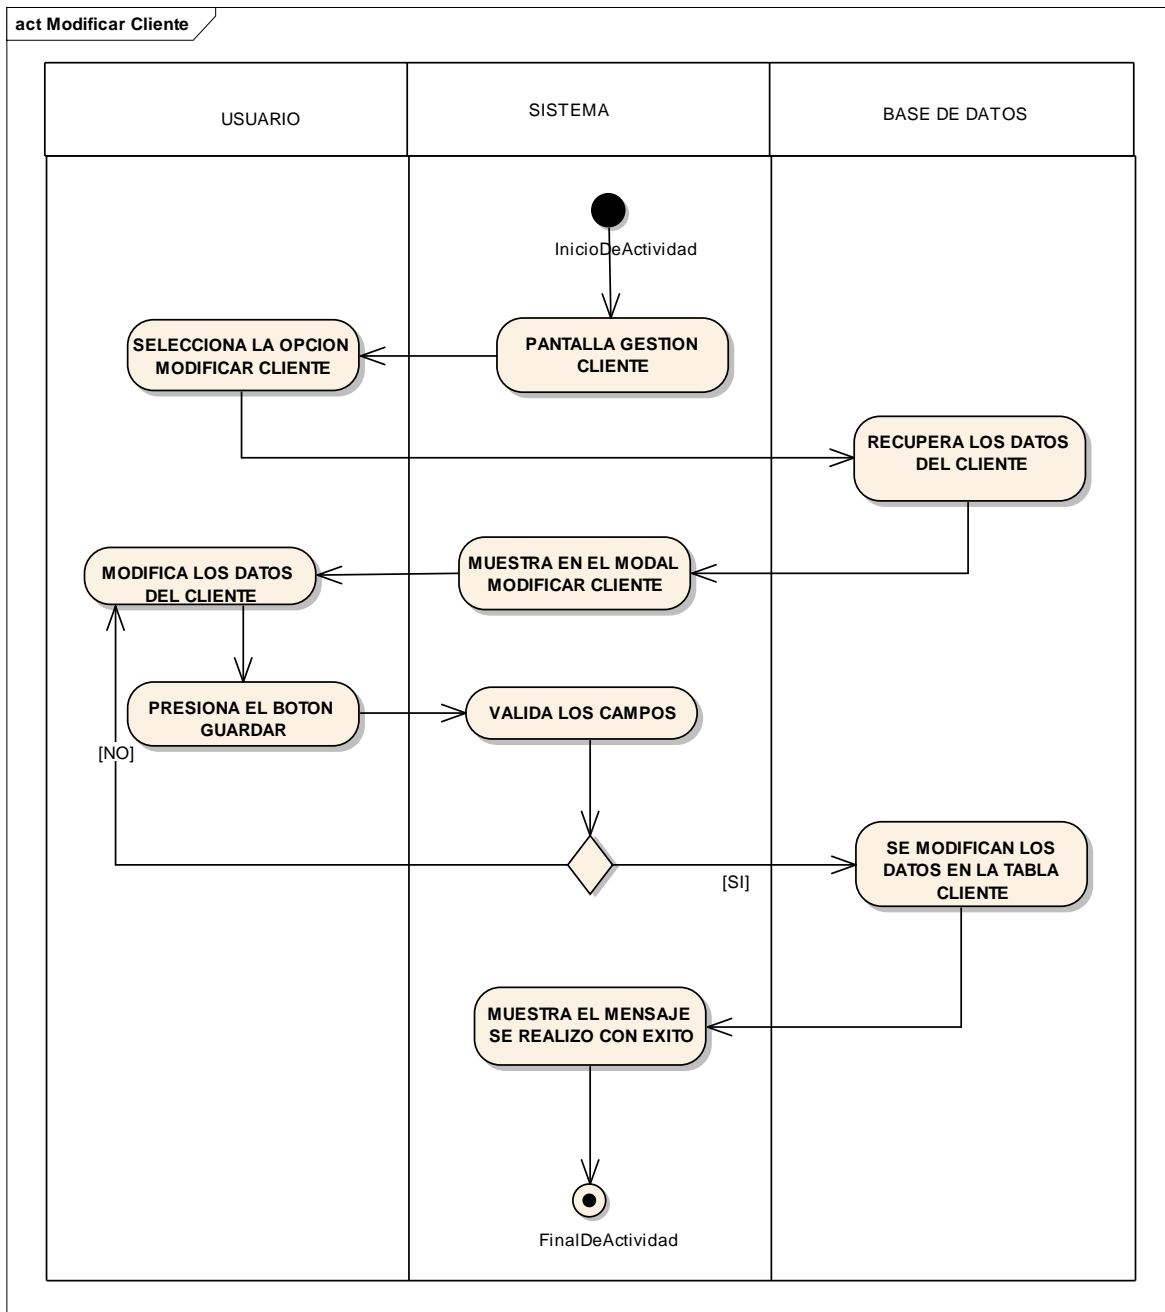 act Modificar Cliente
USUARIO
SISTEMA
BASE DE DATOS
InicioDeActividad
SELECCIONA LA OPCION
MODIFICAR CLIENTE
PANTALLA GESTION
CLIENTE
RECUPERA LOS DATOS
DEL CLIENTE
MODIFICA LOS DATOS
DEL CLIENTE
MUESTRA EN EL MODAL
MODIFICAR CLIENTE
PRESIONA EL BOTON
GUARDAR
VALIDA LOS CAMPOS
[NO]
[SI]
SE MODIFICAN LOS
DATOS EN LA TABLA
CLIENTE
MUESTRA EL MENSAJE
SE REALIZO CON EXITO
FinalDeActividad